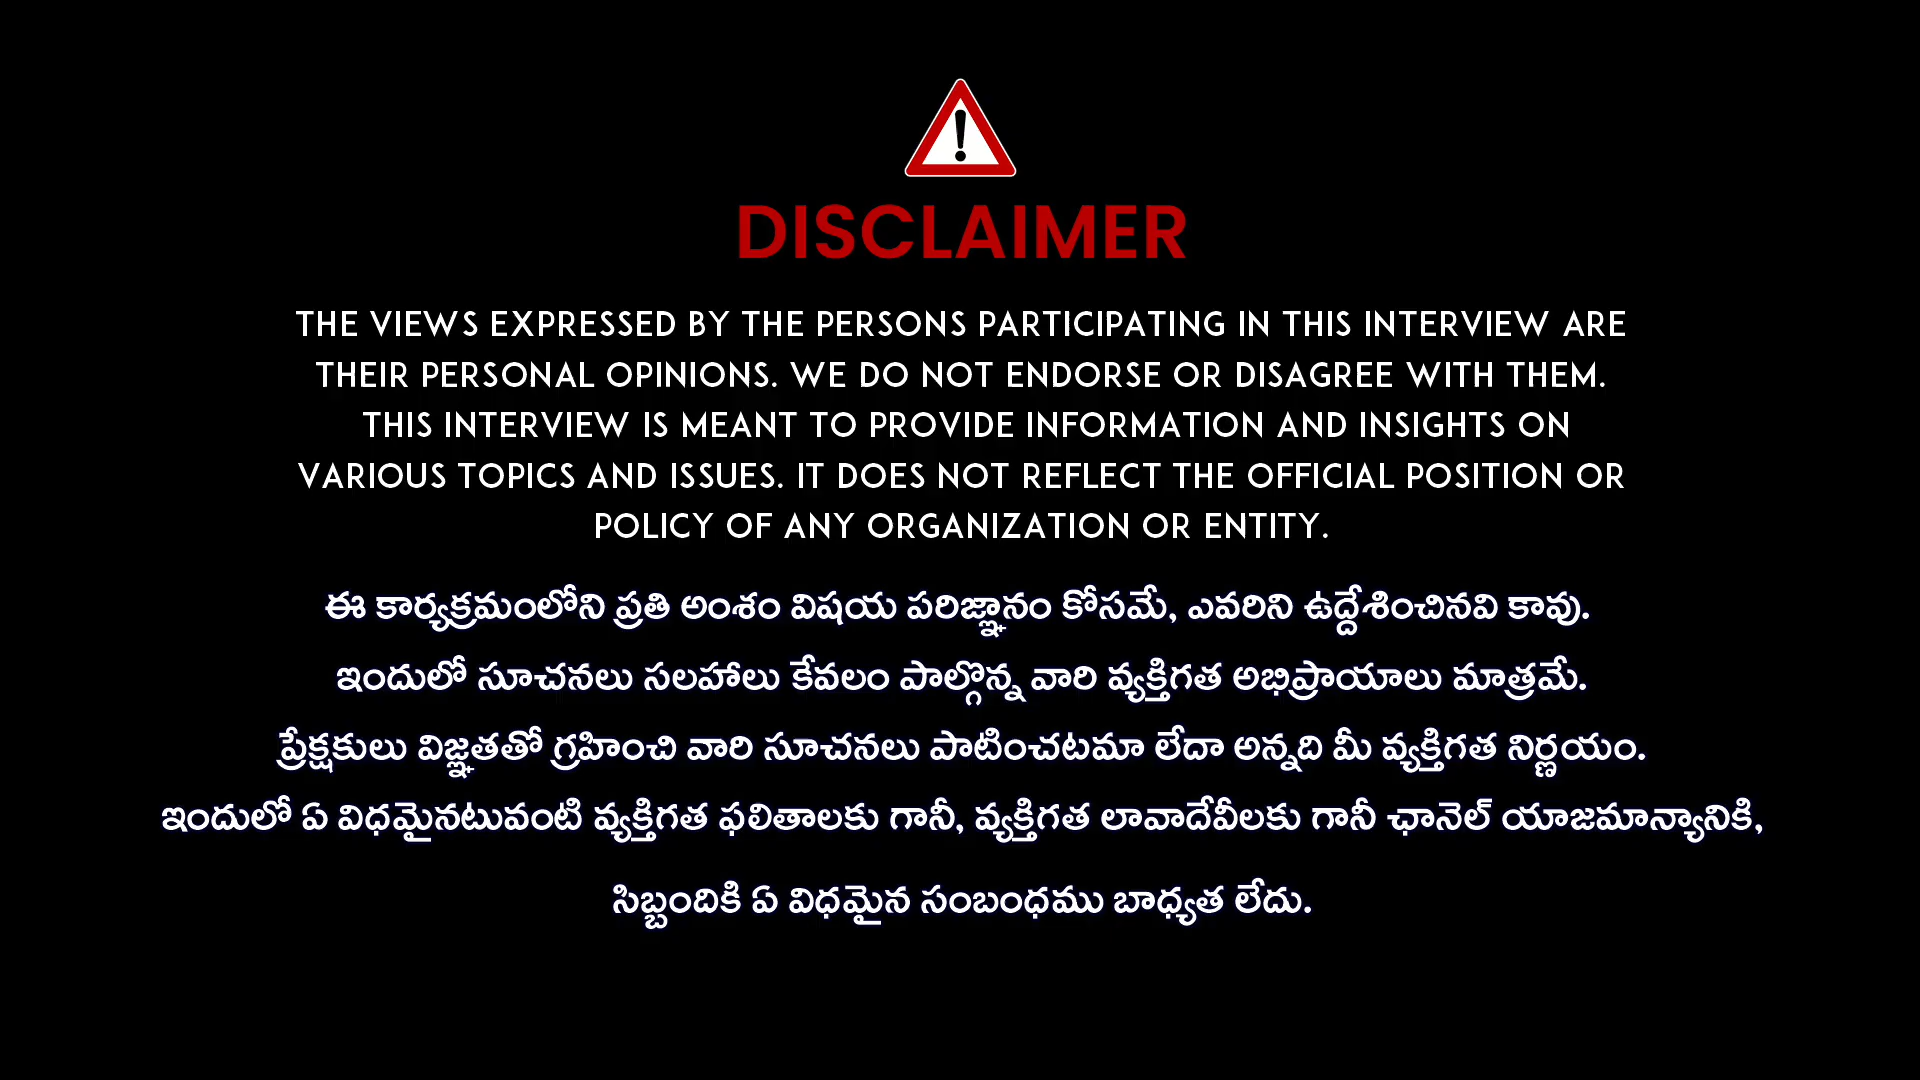 DISCLAIMER
THE VIEWS EXPRESSED BY THE PERSONS PARTICIPATING IN THIS INTERVIEW ARE
THEIR PERSONAL OPINIONS. WE DO NOT ENDORSE OR DISAGREE WITH THEM.
THIS INTERVIEW IS MEANT TO PROVIDE INFORMATION AND INSIGHTS ON
VARIOUS TOPICS AND ISSUES. IT DOES NOT REFLECT THE OFFICIAL POSITION OR
POLICY OF ANY ORGANIZATION OR ENTITY.
ఈ కార్యక్రమంలోని ప్రతి అంశం విషయ పరిజ్ఞానం కోసమే, ఎవరిని ఉద్దేశించినవి కావు.
ఇందులో సూచనలు సలహాలు కేవలం పాల్గొన్న వారి వ్యక్తిగత అభిప్రాయాలు మాత్రమే.
ప్రేక్షకులు విజ్ఞతతో గ్రహించి వారి సూచనలు పాటించటమా లేదా అన్నది మీ వ్యక్తిగత నిర్ణయం.
ఇందులో ఏ విధమైనటువంటి వ్యక్తిగత ఫలితాలకు గానీ, వ్యక్తిగత లావాదేవీలకు గానీ ఛానెల్ యాజమాన్యానికి,
సిబ్బందికి ఏ విధమైన సంబంధము బాధ్యత లేదు.